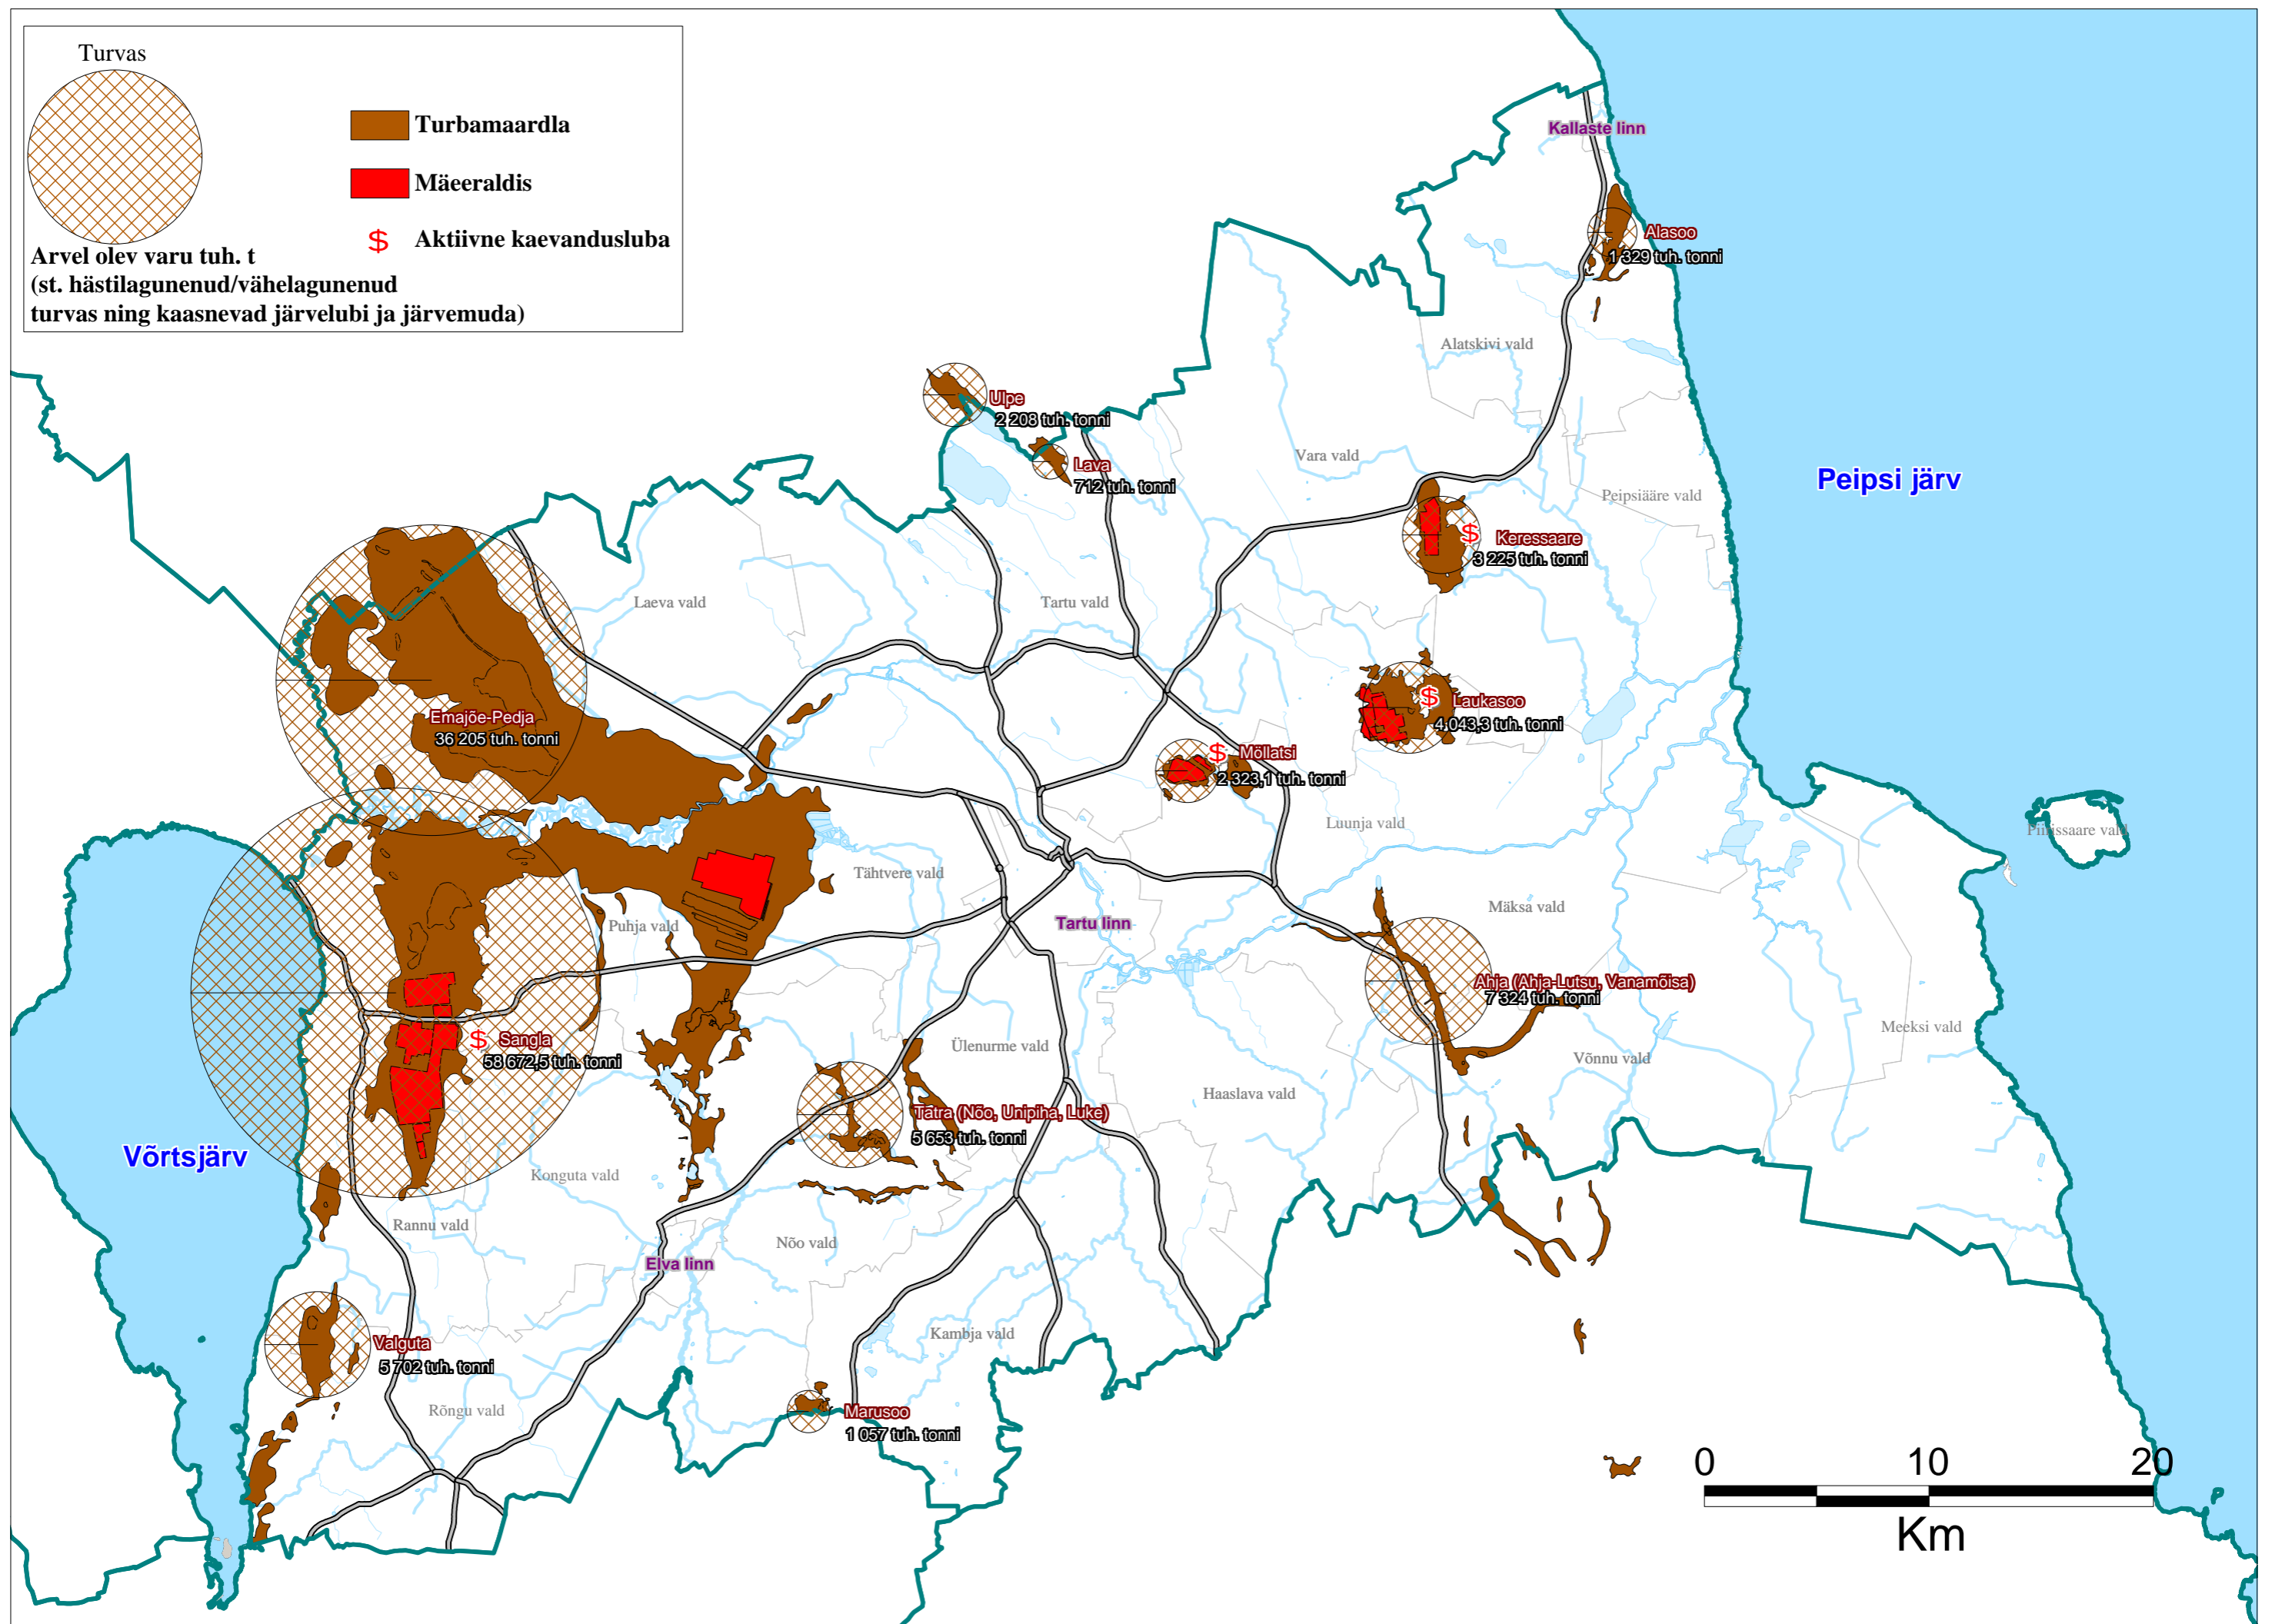 Turvas
Turbamaardla
Mäeeraldis
$ Aktiivne kaevandusluba
Arvel olev varu tuh. t
(st. hästilagunenud/vähelagunenud
turvas ning kaasnevad järvelubi ja järvemuda)
Kallaste linn
Alasoo
1 329 tuh. tonni
Alatskivi vald
Ulpe
2 208 tuh. tonni
Lava
712 tuh. tonni
Vara vald
Peipsiääre vald
Peipsi järv
$ Keressaare
3 225 tuh. tonni
Laeva vald
Tartu vald
Emajõe-Pedja
36 205 tuh. tonni
$ Laukasoo
4 043,3 tuh. tonni
$ Möllatsi
2 323,1 tuh. tonni
Luunja vald
Piirissaare vald
Tähtvere vald
Puhja vald
Tartu linn
Mäksa vald
Ahja (Ahja-Lutsu, Vanamõisa)
7 324 tuh. tonni
Meeksi vald
$ Sangla
58 672,5 tuh. tonni
Ülenurme vald
Võnnu vald
Haaslava vald
Tätra (Nõo, Unipiha, Luke)
5 653 tuh. tonni
Võrtsjärv
Konguta vald
Rannu vald
Nõo vald
Elva linn
Valguta
5 702 tuh. tonni
Kambja vald
Rõngu vald
Marusoo
1 057 tuh. tonni
0 10 20
Km